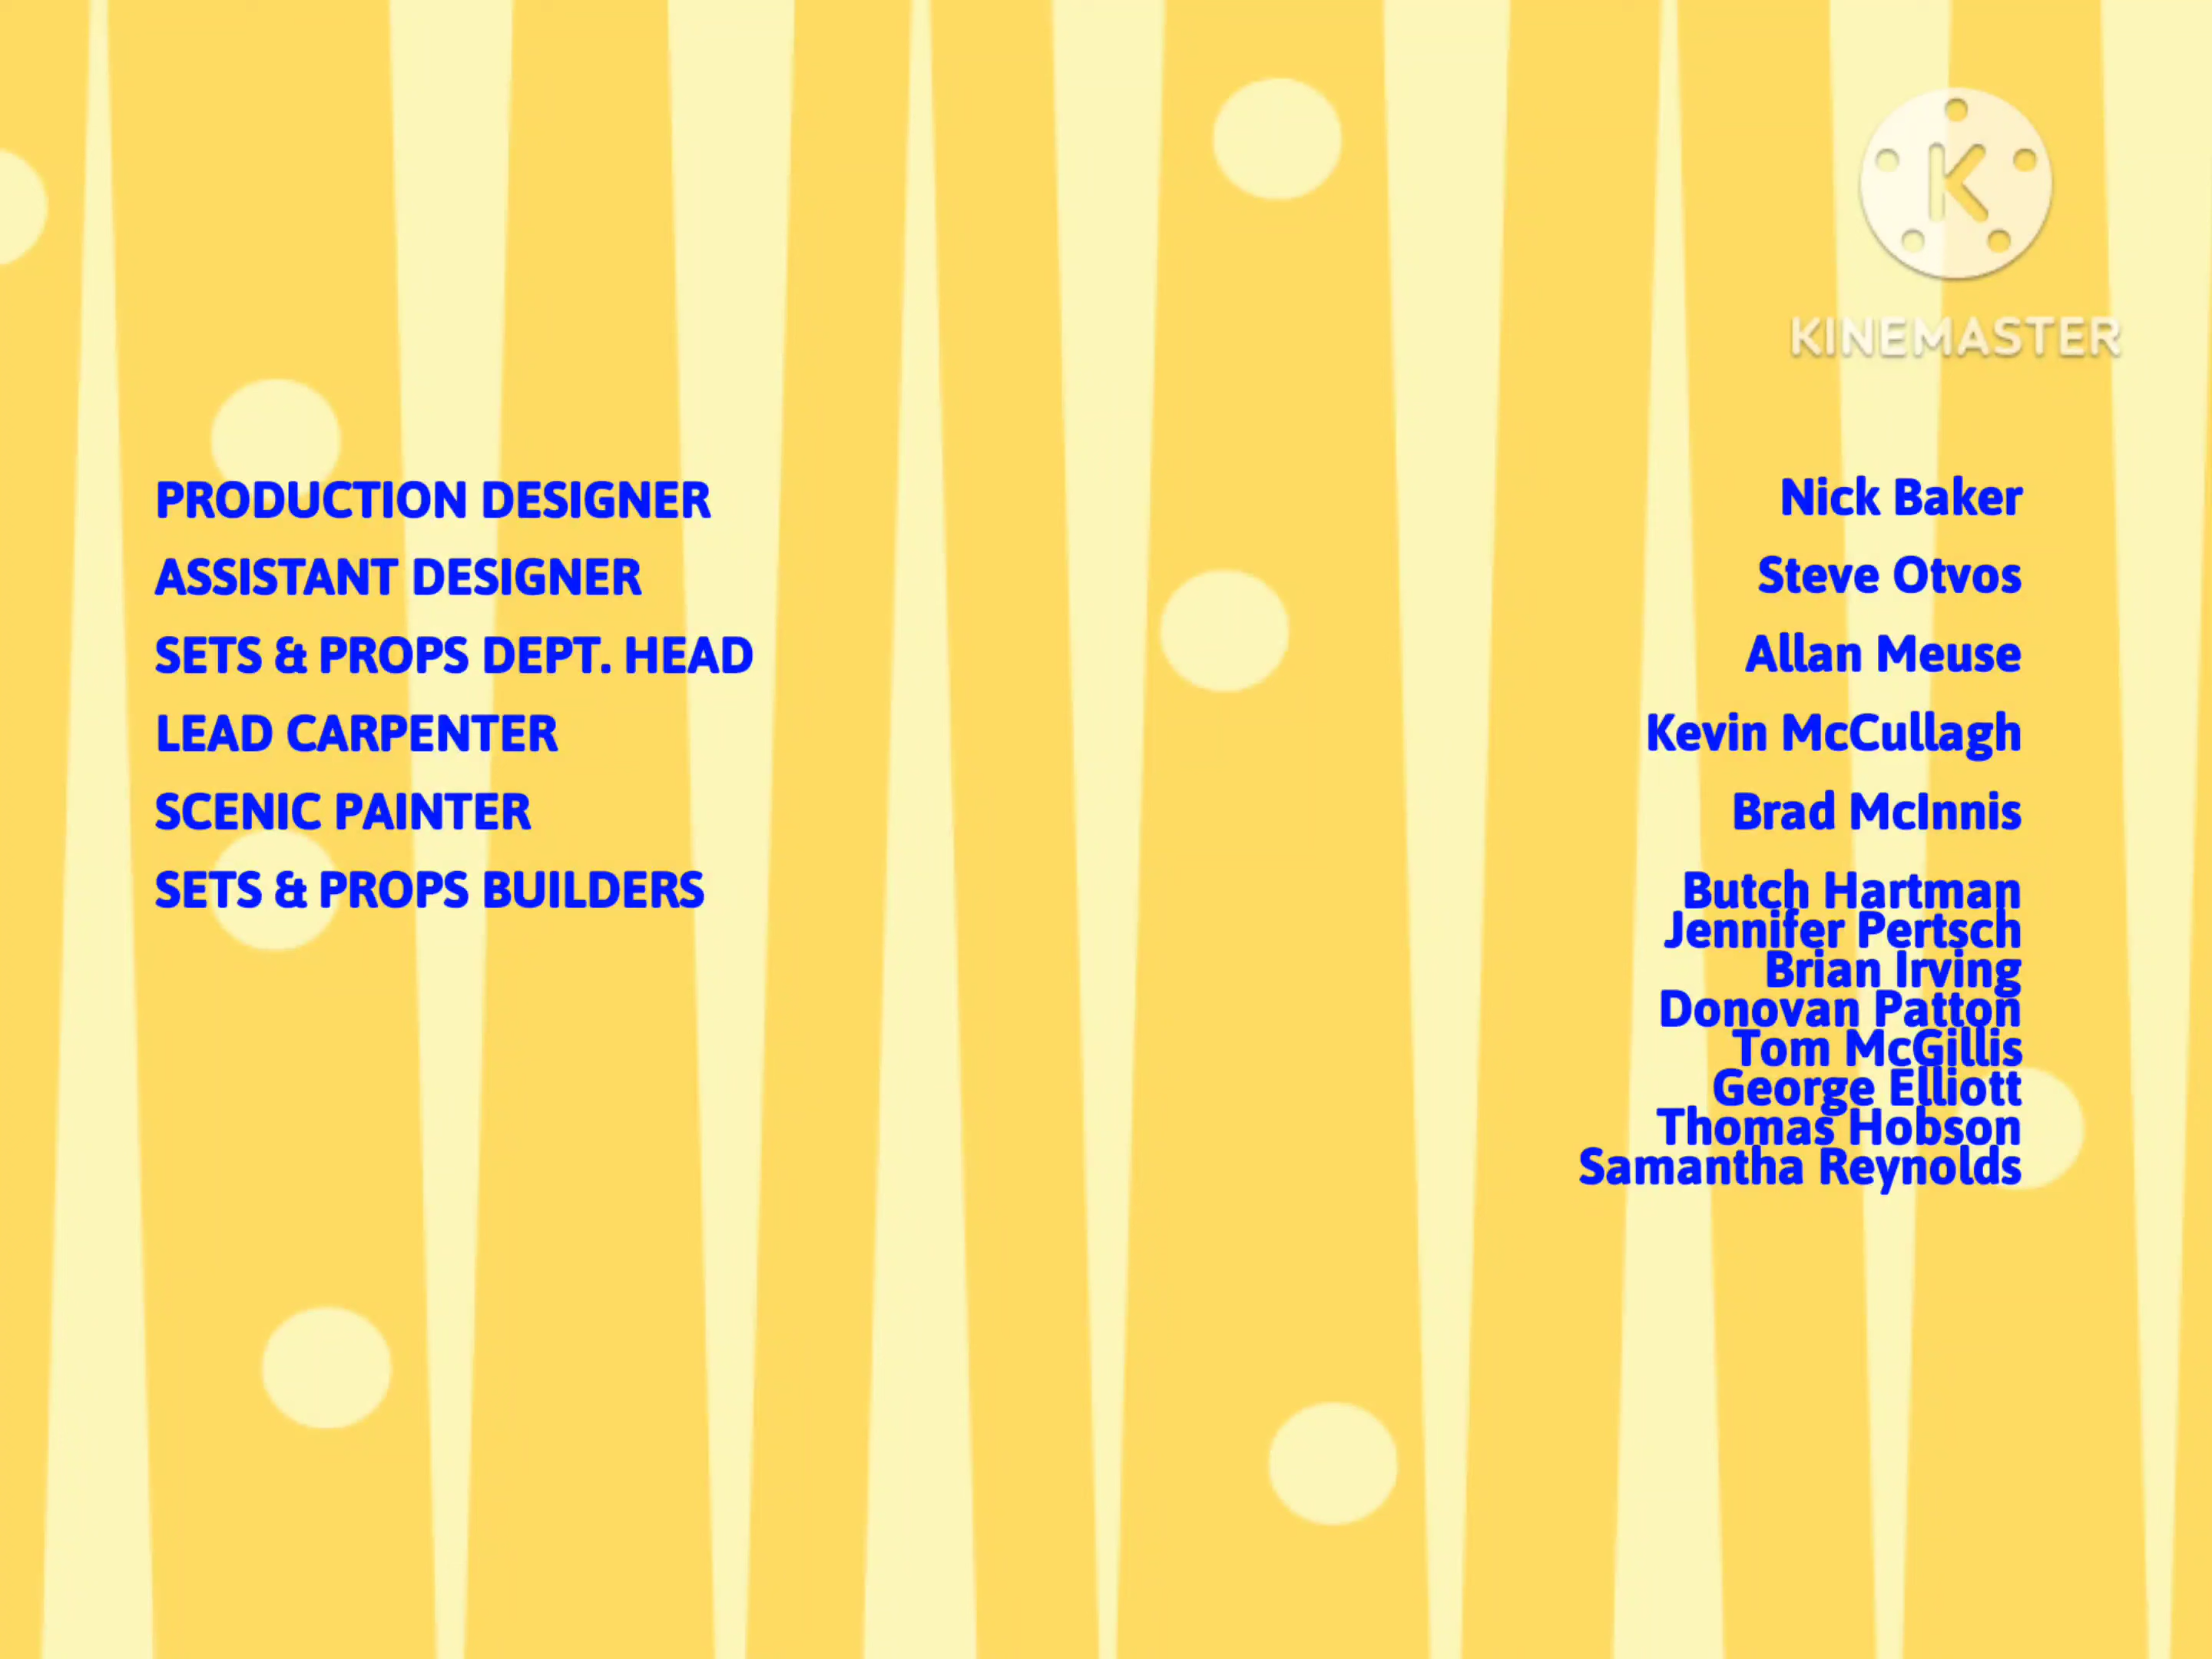 KINEMASTER
PRODUCTION DESIGNER Nick Baker
ASSISTANT DESIGNER Steve Otvos
SETS & PROPS DEPT. HEAD Allan Meuse
LEAD CARPENTER Kevin McCullagh
SCENIC PAINTER Brad McInnis
SETS & PROPS BUILDERS Butch Hartman
Jennifer Pertsch
Brian Irving
Donovan Patton
Tom McGillis
George Elliott
Thomas Hobson
Samantha Reynolds